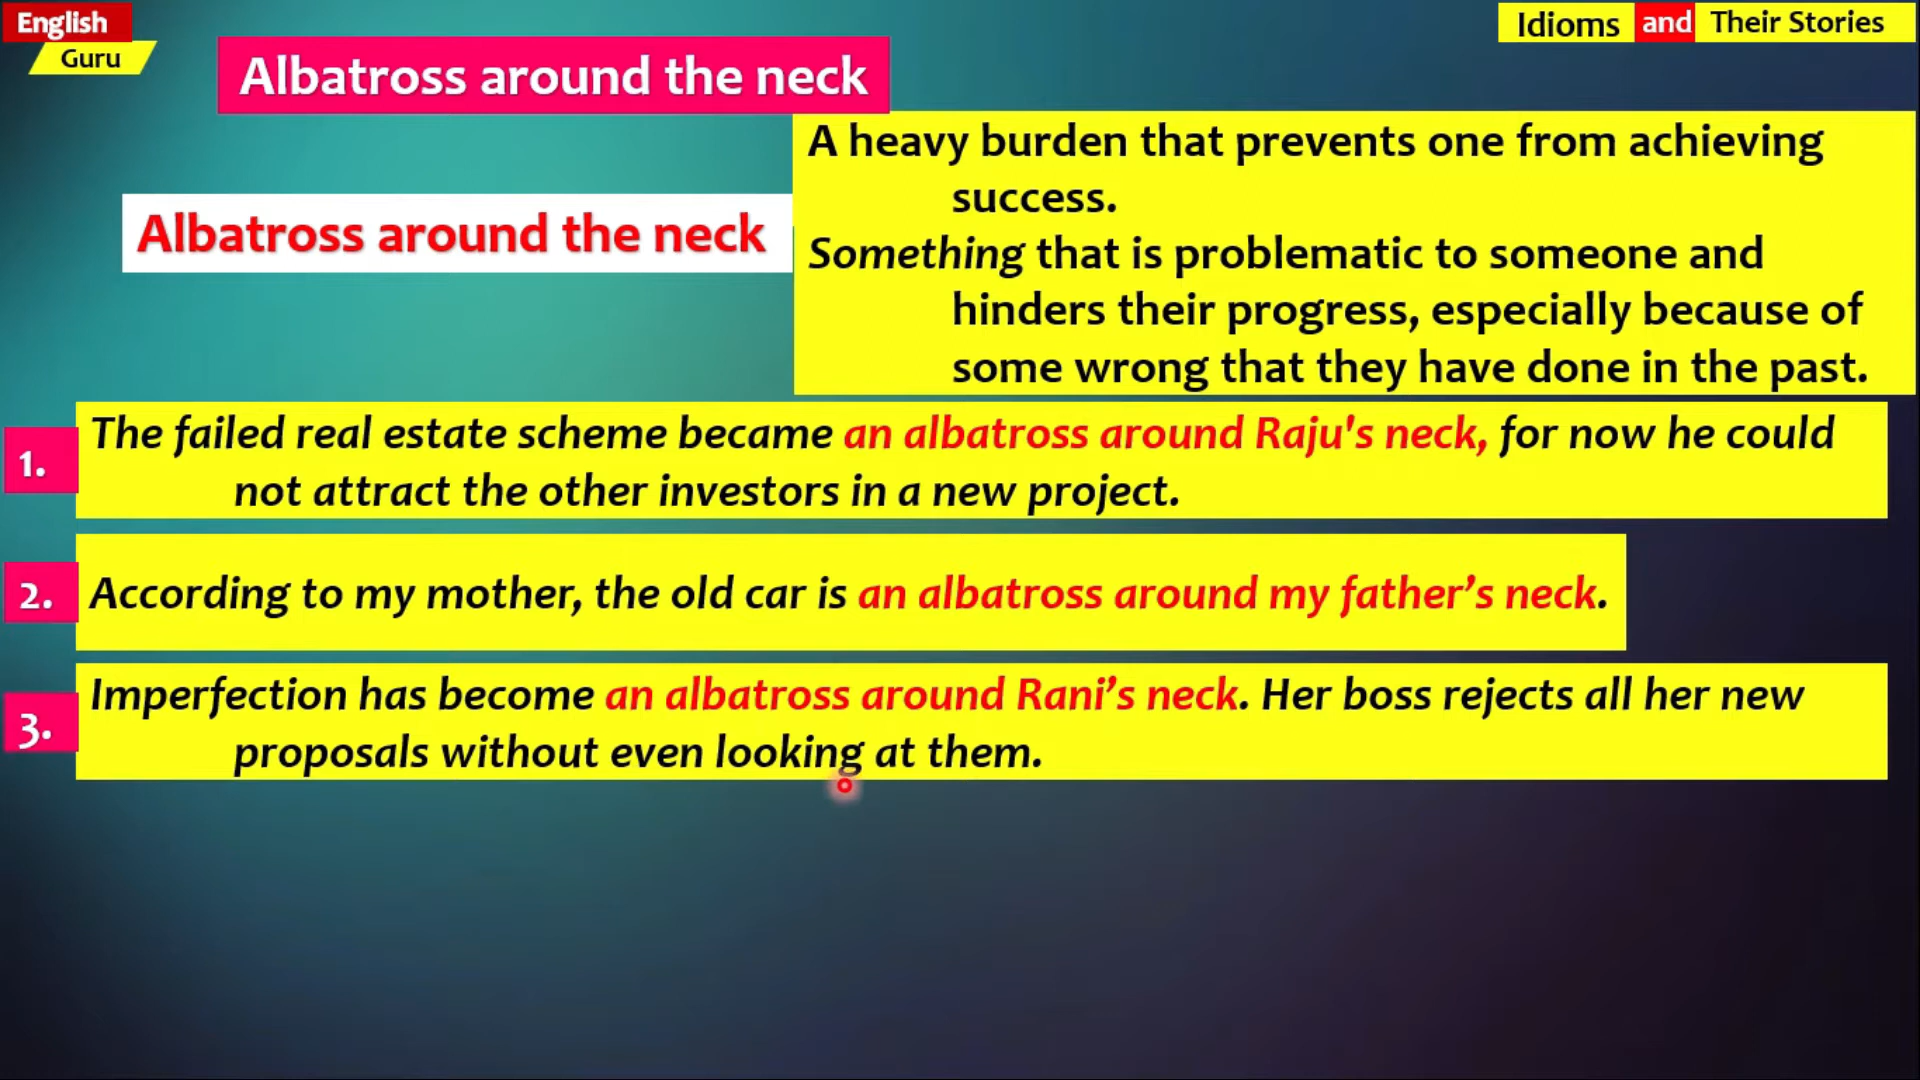 English
Guru
Idioms and Their Stories
Albatross around the neck
Albatross around the neck
A heavy burden that prevents one from achieving
success.
Something that is problematic to someone and
hinders their progress, especially because of
some wrong that they have done in the past.
1. The failed real estate scheme became an albatross around Raju's neck, for now he could
not attract the other investors in a new project.
2. According to my mother, the old car is an albatross around my father’s neck.
3. Imperfection has become an albatross around Rani’s neck. Her boss rejects all her new
proposals without even looking at them.